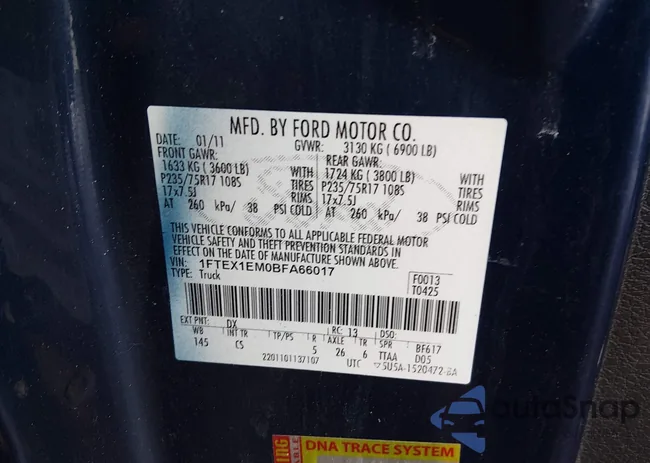 MFD. BY FORD MOTOR CO.
DATE: 01/11 GVWR: 3130 KG ( 6900 LB)
FRONT GAWR: REAR GAWR:
1633 KG ( 3600 LB) WITH 1724 KG ( 3800 LB) WITH
P235/75R17 108S TIRES P235/75R17 108S TIRES
17x7.5J RIMS 17x7.5J RIMS
AT 260 kPa/ 38 PSI COLD AT 260 kPa/ 38 PSI COLD
THIS VEHICLE CONFORMS TO ALL APPLICABLE FEDERAL MOTOR
VEHICLE SAFETY AND BUMPER AND THEFT PREVENTION STANDARDS IN
EFFECT ON THE DATE OF MANUFACTURE SHOWN ABOVE.
VIN: 1FTEX1EM0BFA66017 F0013
TYPE: Truck T0425
EXT PNT: DX RC: 13 DSO:
WB INT TR TP/PS R AXLE TR SPR BF617
145 CS 5 26 6 TTAA D05
2201101137107 UTC 5U5A-1520472-BA
autoSnap
DNA TRACE SYSTEM